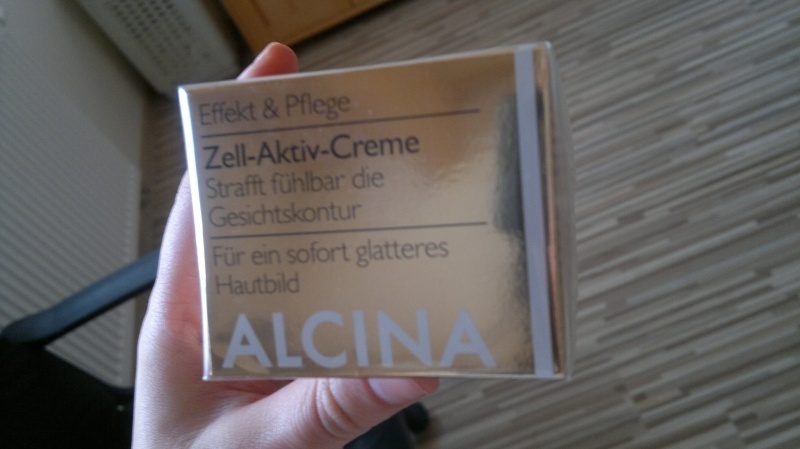 Effekt & Pflege
Zell-Aktiv-Creme
Strafft fühlbar die
Gesichtskontur
Für ein sofort glatteres
Hautbild
ALCINA